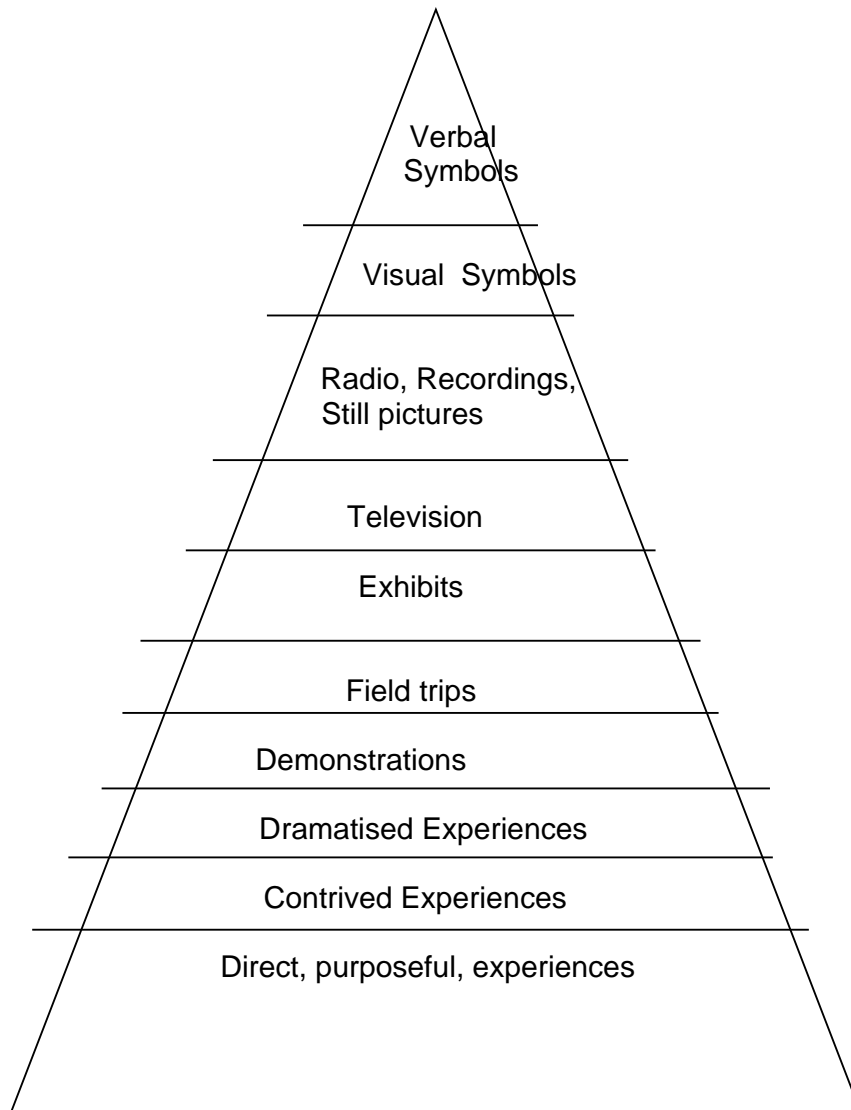 Verbal
Symbols
Visual Symbols
Radio, Recordings,
Still pictures
Television
Exhibits
Field trips
Demonstrations
Dramatised Experiences
Contrived Experiences
Direct, purposeful, experiences